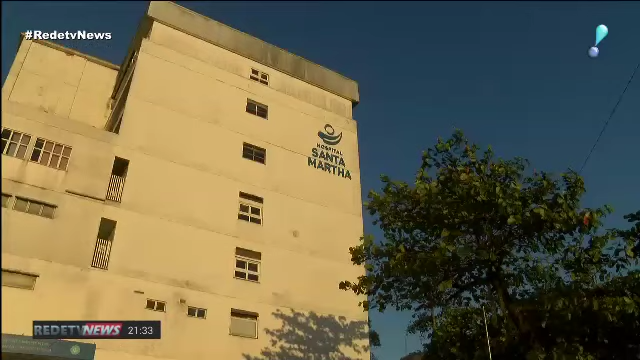 #RedetvNews
HOSPITAL
SANTA
MARTHA
REDETV NEWS 21:33